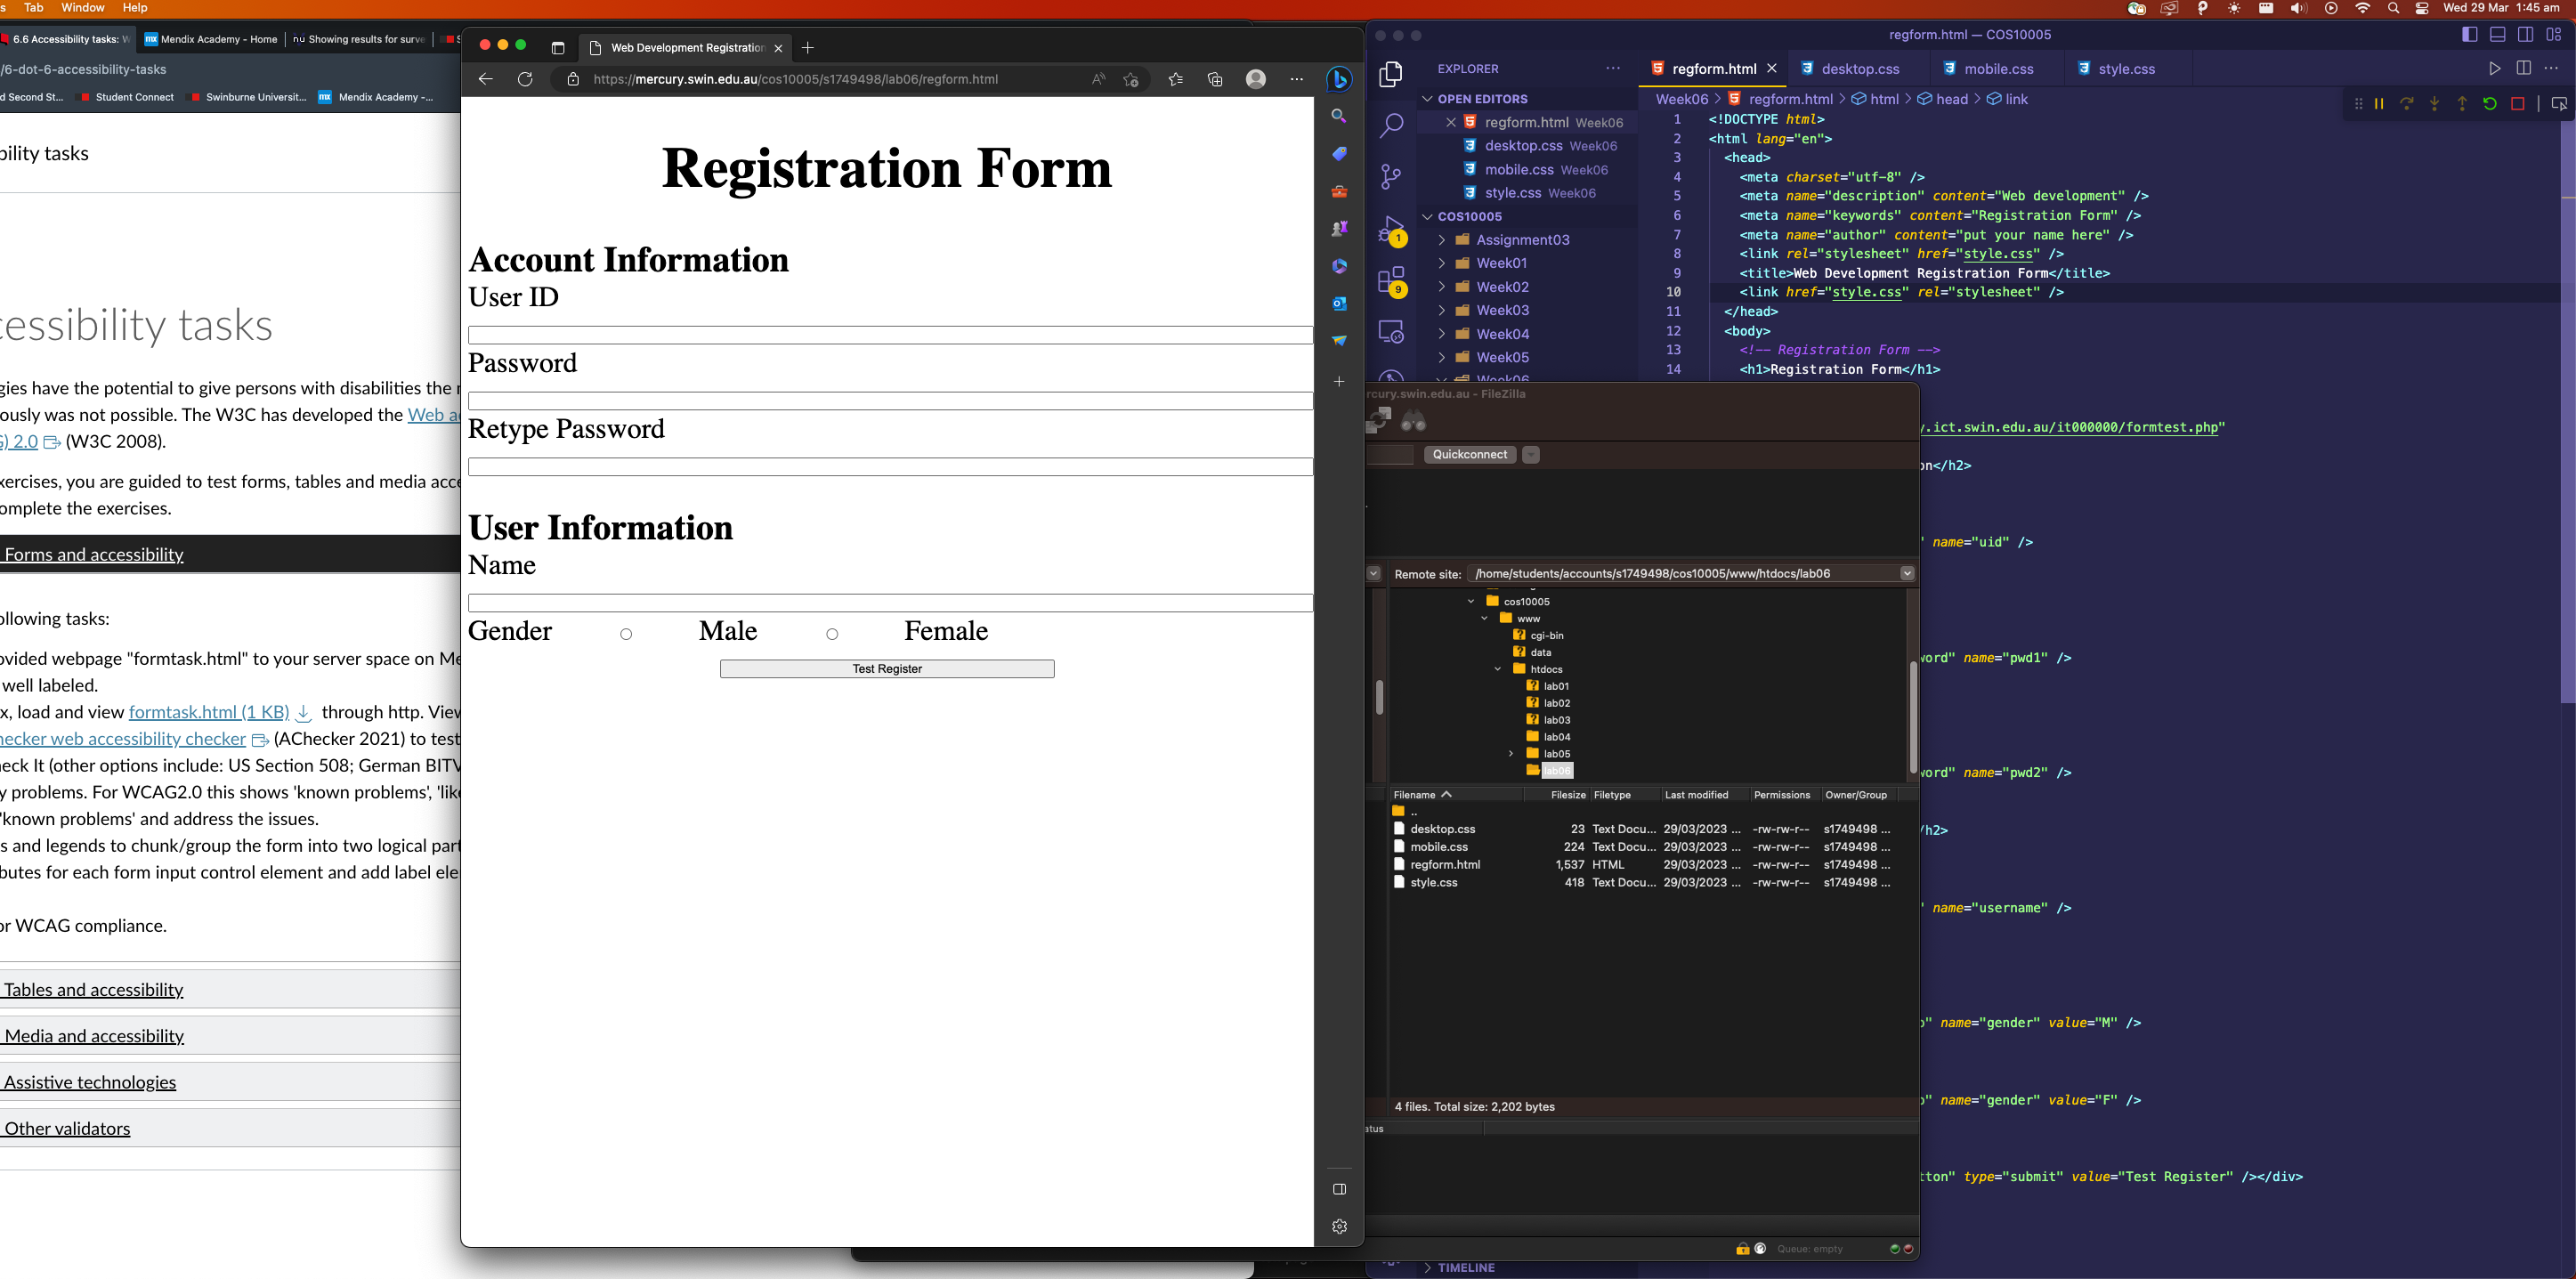 s Tab Window Help
Wed 29 Mar 1:45 am
6.6 Accessibility tasks: W
Mendix Academy - Home
Showing results for surve
/6-dot-6-accessibility-tasks
d Second St...
Student Connect
Swinburne Universit...
Mendix Academy -...
bility tasks
cessibility tasks
gies have the potential to give persons with disabilities the
ously was not possible. The W3C has developed the Web a
G) 2.0 (W3C 2008).
xercises, you are guided to test forms, tables and media acce
omplete the exercises.
Forms and accessibility
ollowing tasks:
ovided webpage "formtask.html" to your server space on Me
well labeled.
x, load and view formtask.html (1 KB) through http. View
hecker web accessibility checker (AChecker 2021) to test
eck It (other options include: US Section 508; German BITV
y problems. For WCAG2.0 this shows 'known problems', 'like
'known problems' and address the issues.
s and legends to chunk/group the form into two logical part
butes for each form input control element and add label ele
or WCAG compliance.
Tables and accessibility
Media and accessibility
Assistive technologies
Other validators
Web Development Registration
https://mercury.swin.edu.au/cos10005/s1749498/lab06/regform.html
Registration Form
Account Information
User ID
Password
Retype Password
User Information
Name
Gender Male Female
Test Register
regform.html — COS10005
EXPLORER
OPEN EDITORS
regform.html Week06
desktop.css Week06
mobile.css Week06
style.css Week06
COS10005
Assignment03
Week01
Week02
Week03
Week04
Week05
Week06
1
9
TIMELINE
regform.html
desktop.css
mobile.css
style.css
Week06 > regform.html > html > head > link
1 <!DOCTYPE html>
2 <html lang="en">
3 <head>
4 <meta charset="utf-8" />
5 <meta name="description" content="Web development" />
6 <meta name="keywords" content="Registration Form" />
7 <meta name="author" content="put your name here" />
8 <link rel="stylesheet" href="style.css" />
9 <title>Web Development Registration Form</title>
10 <link href="style.css" rel="stylesheet" />
11 </head>
12 <body>
13 <!-- Registration Form -->
14 <h1>Registration Form</h1>
y.ict.swin.edu.au/it000000/formtest.php"
on</h2>
" name="uid" />
word" name="pwd1" />
word" name="pwd2" />
/h2>
" name="username" />
o" name="gender" value="M" />
o" name="gender" value="F" />
tton" type="submit" value="Test Register" /></div>
rcury.swin.edu.au - FileZilla
Quickconnect
Remote site: /home/students/accounts/s1749498/cos10005/www/htdocs/lab06
cos10005
www
cgi-bin
data
htdocs
lab01
lab02
lab03
lab04
lab05
lab06
Filename Filesize Filetype Last modified Permissions Owner/Group
..
desktop.css 23 Text Docu... 29/03/2023 ... -rw-rw-r-- s1749498 ...
mobile.css 224 Text Docu... 29/03/2023 ... -rw-rw-r-- s1749498 ...
regform.html 1,537 HTML 29/03/2023 ... -rw-rw-r-- s1749498 ...
style.css 418 Text Docu... 29/03/2023 ... -rw-rw-r-- s1749498 ...
4 files. Total size: 2,202 bytes
atus
Queue: empty